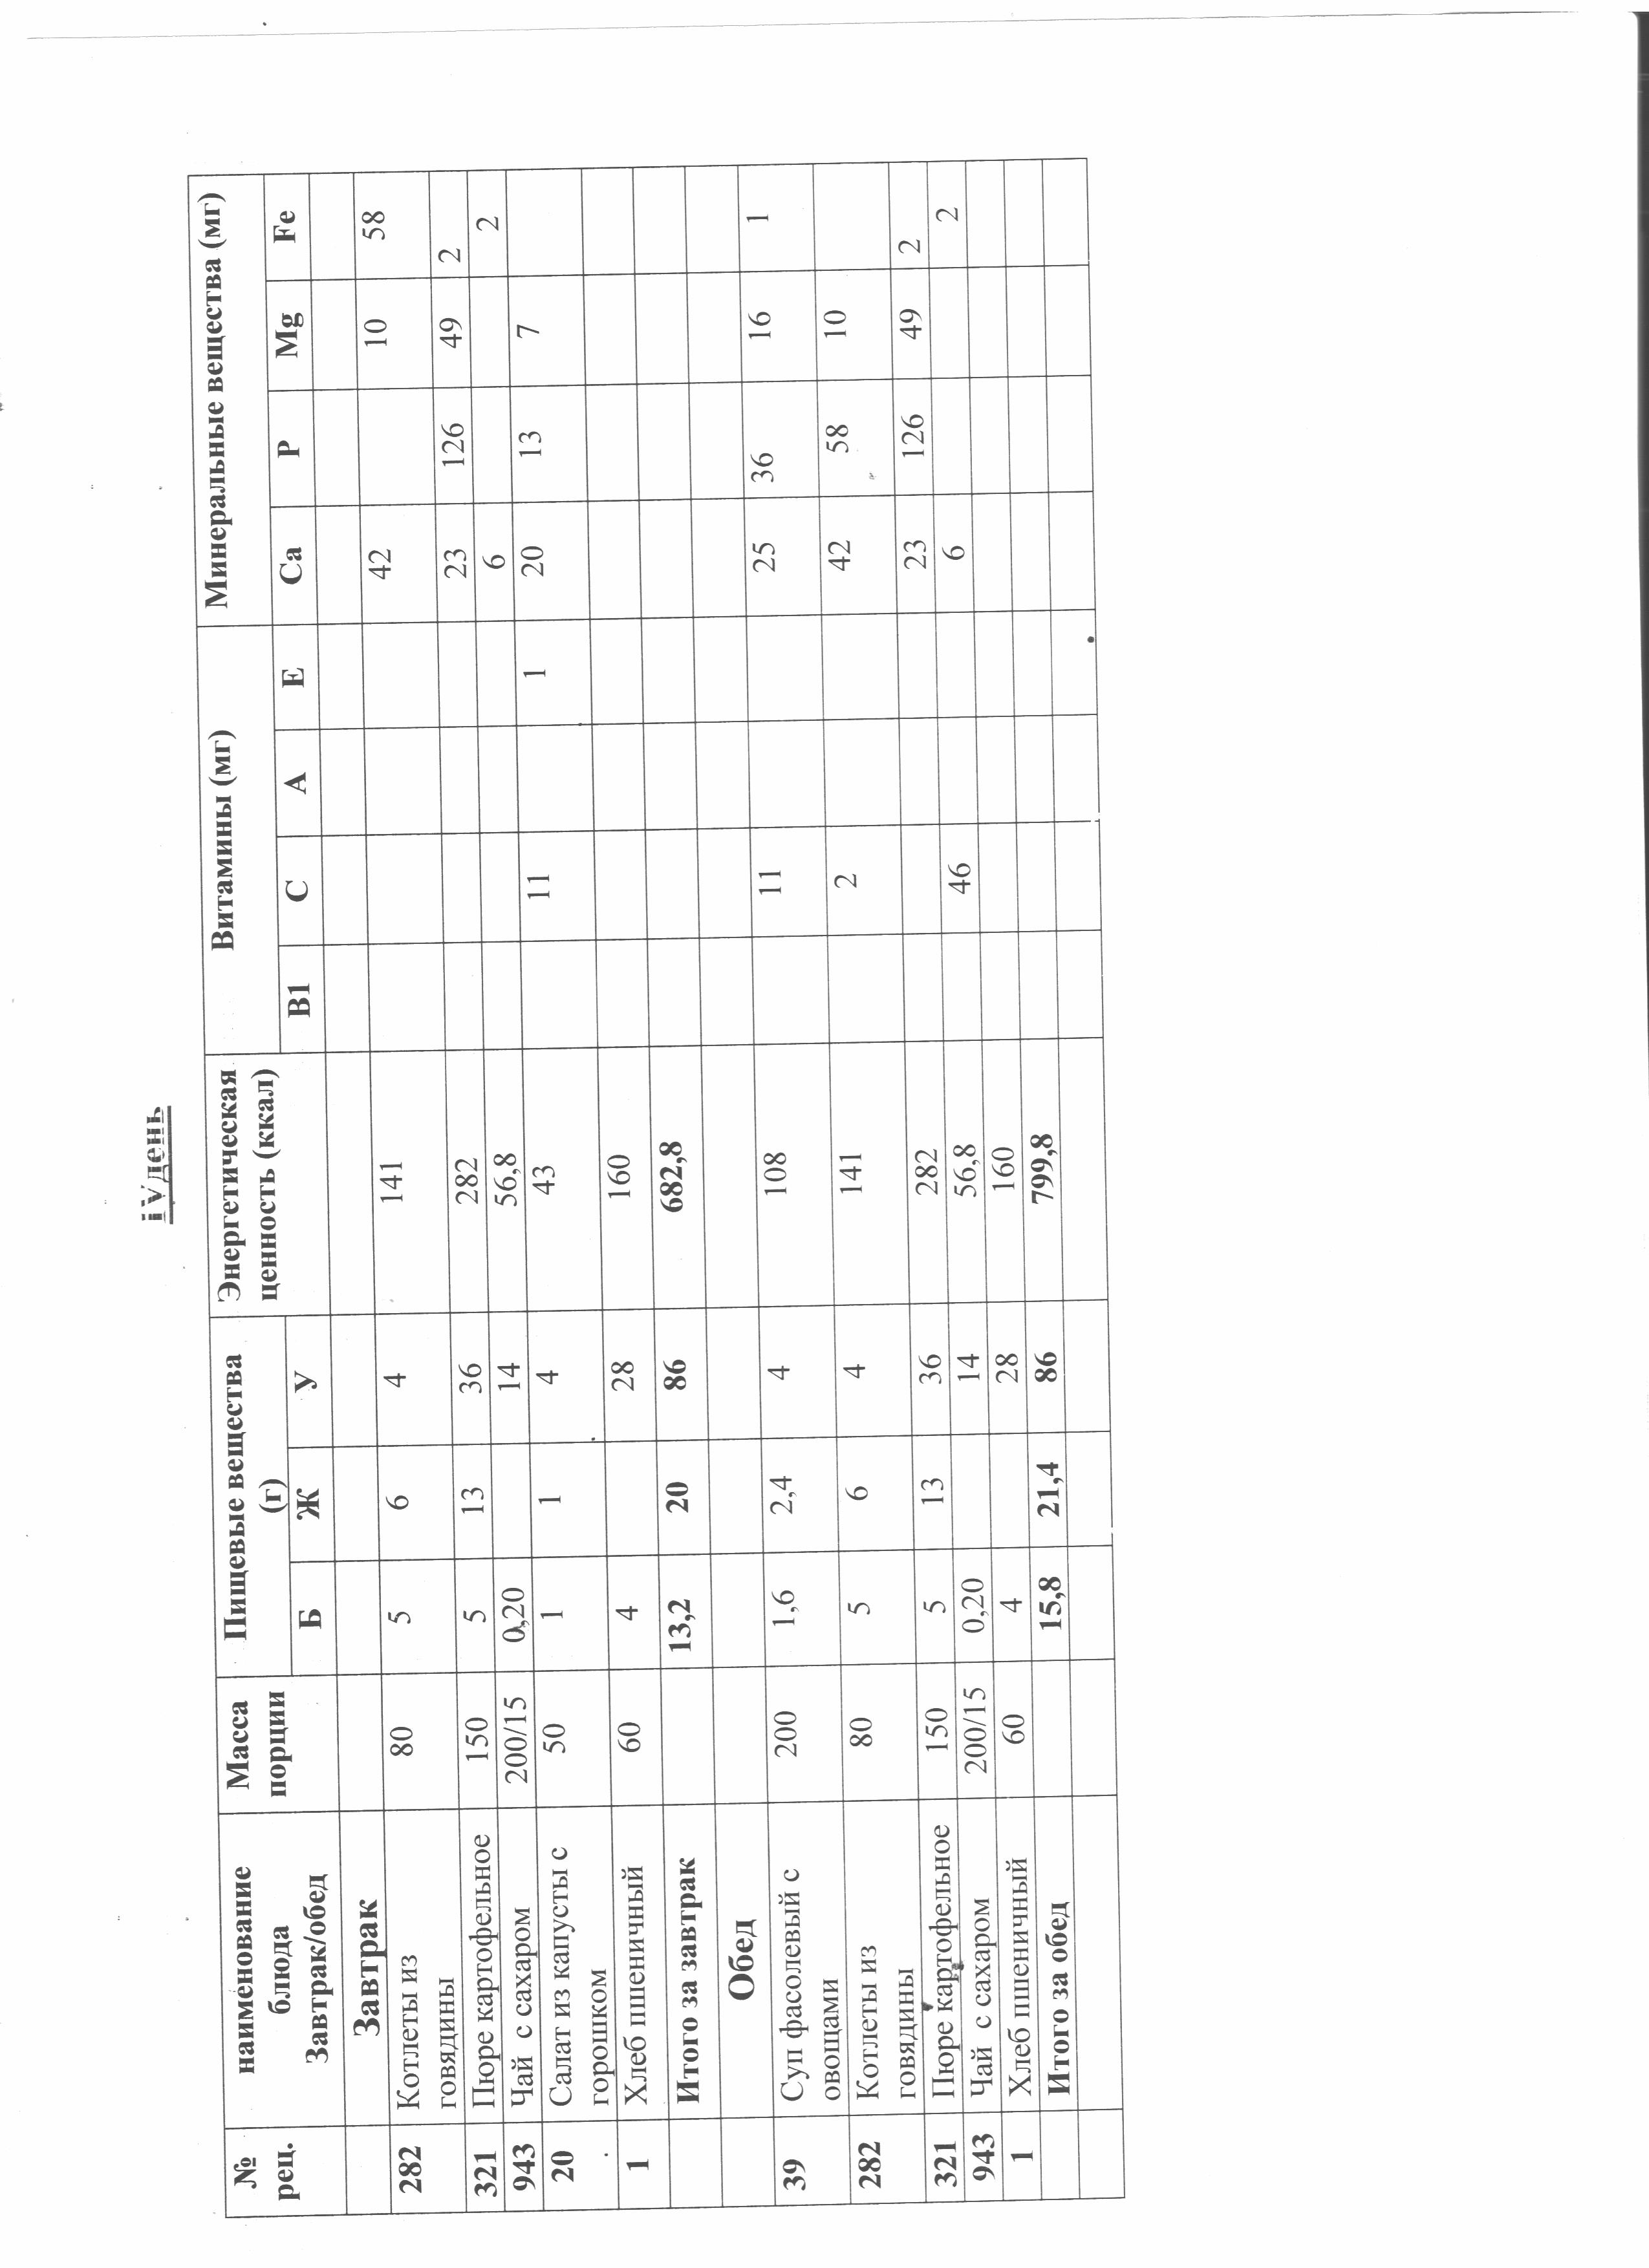 IVдень
№ рец. наименование блюда Завтрак/обед Масса порции Пищевые вещества (г) Энергетическая ценность (ккал) Витамины (мг) Минеральные вещества (мг)
Б Ж У В1 С А Е Са Р Mg Fe
Завтрак
282 Котлеты из говядины 80 5 6 4 141 42 10 58
321 Пюре картофельное 150 5 13 36 282 23 126 49 2
943 Чай с сахаром 200/15 0,20 14 56,8 6 2
20 Салат из капусты с горошком 50 1 1 4 43 11 1 20 13 7
1 Хлеб пшеничный 60 4 28 160
Итого за завтрак 13,2 20 86 682,8
Обед
39 Суп фасолевый с овощами 200 1,6 2,4 4 108 11 25 36 16 1
282 Котлеты из говядины 80 5 6 4 141 2 42 58 10
321 Пюре картофельное 150 5 13 36 282 23 126 49 2
943 Чай с сахаром 200/15 0,20 14 56,8 46 6 2
1 Хлеб пшеничный 60 4 28 160
Итого за обед 15,8 21,4 86 799,8